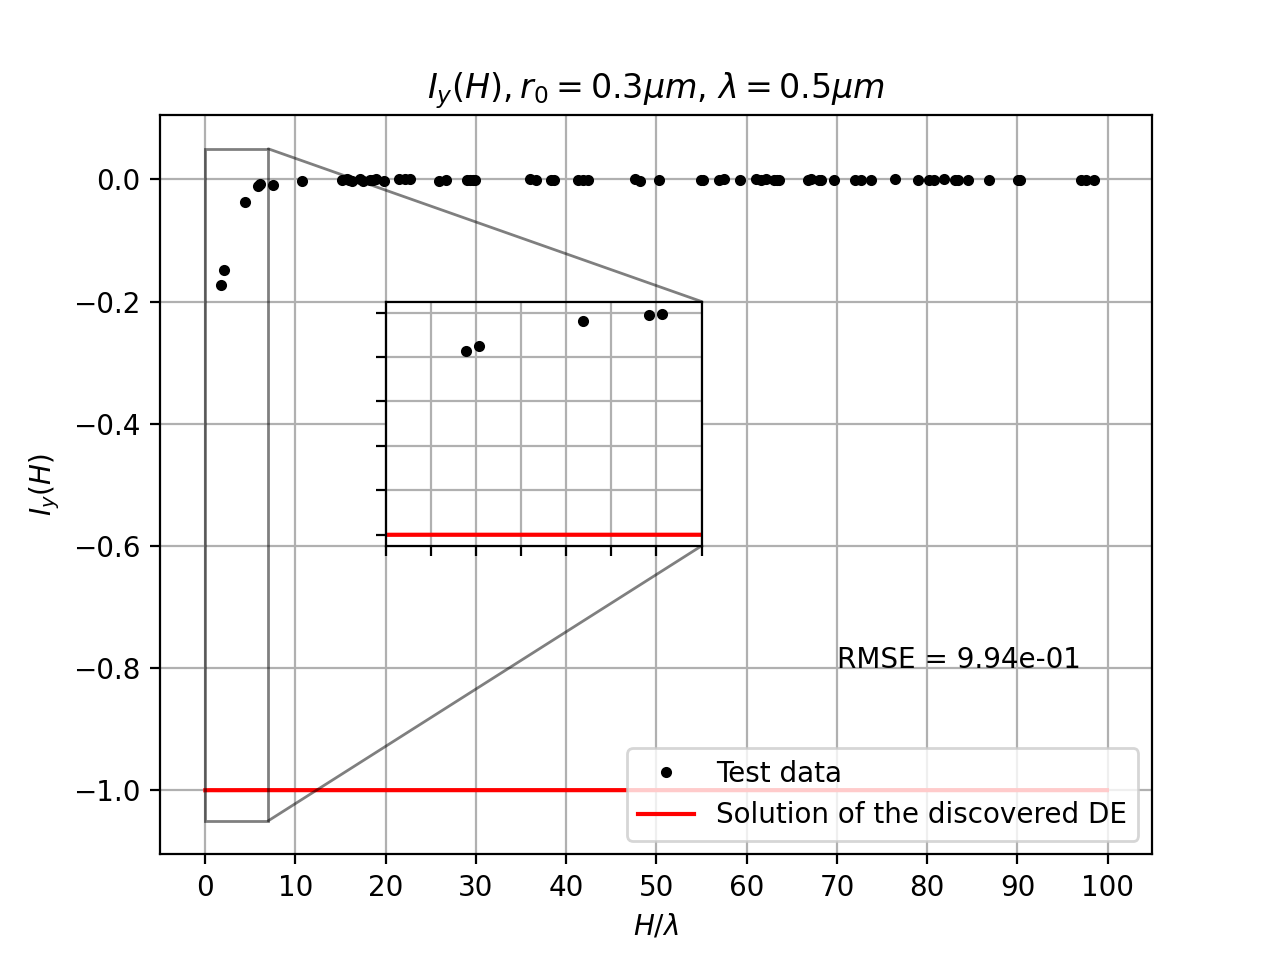 I_y(H), r_0 = 0.3μm, λ = 0.5μm
0.0
−0.2
−0.4
−0.6
−0.8
−1.0
I_y(H)
RMSE = 9.94e-01
Test data
Solution of the discovered DE
0 10 20 30 40 50 60 70 80 90 100
H/λ